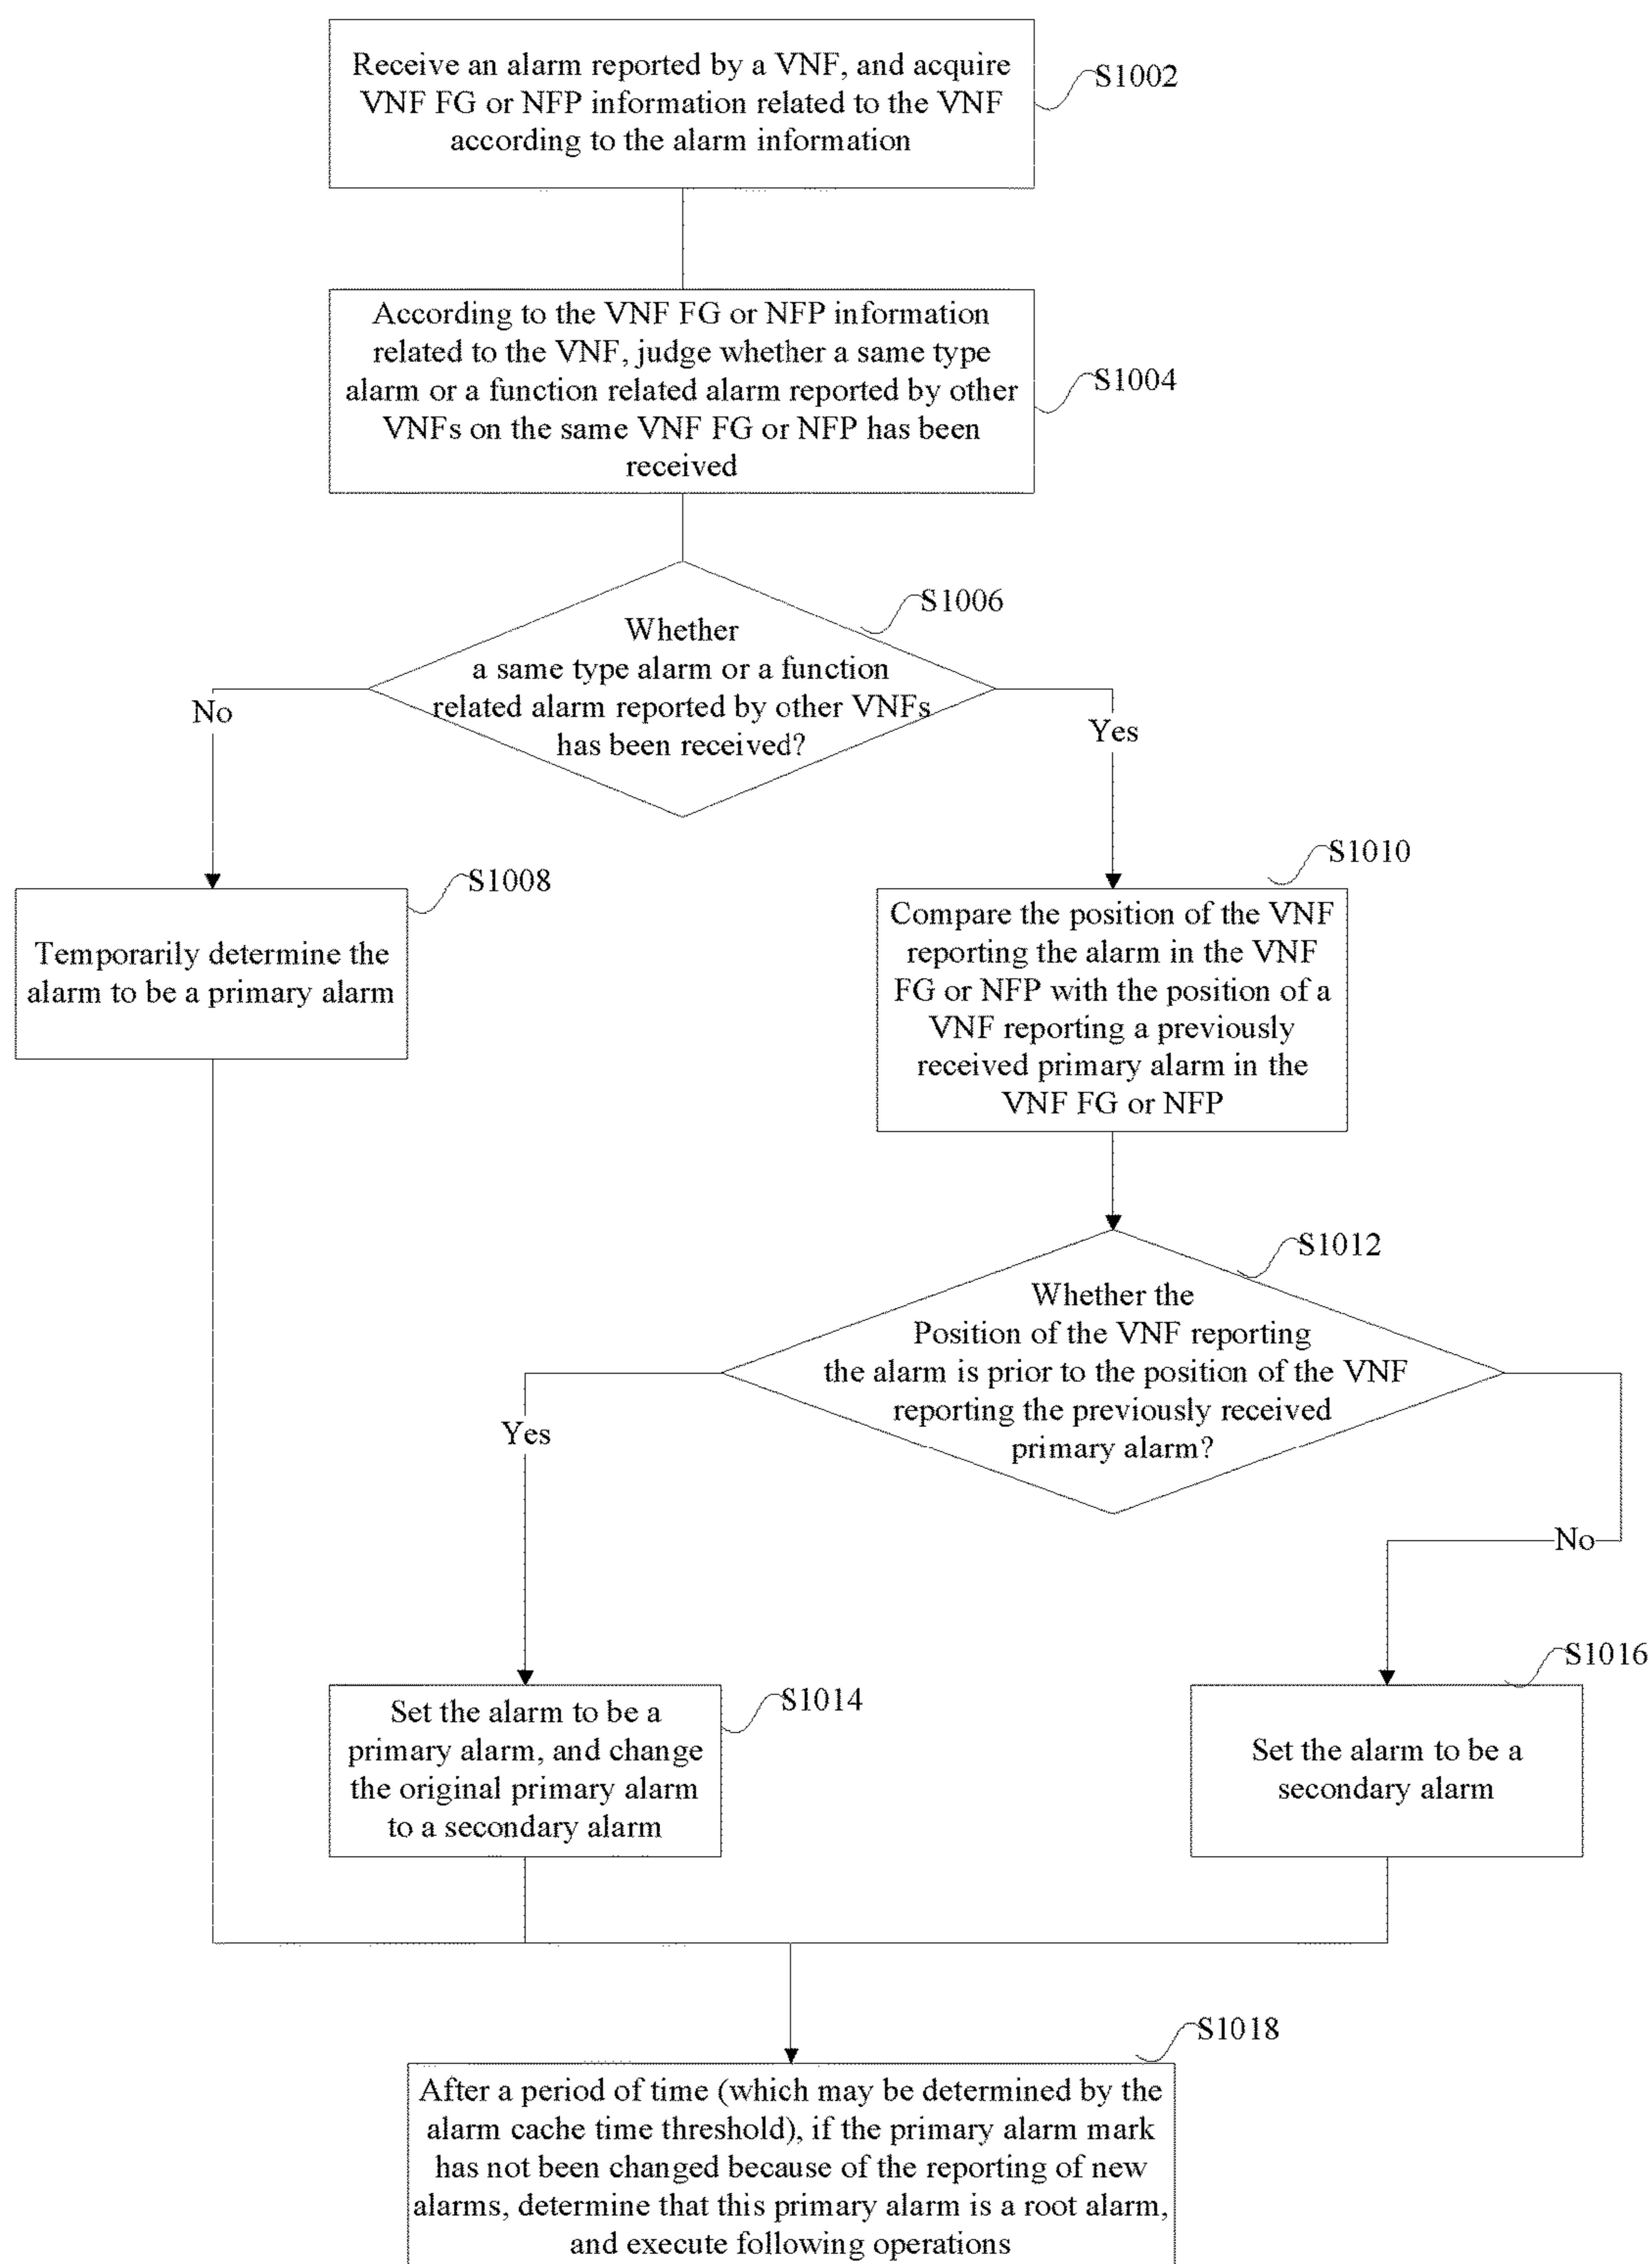 Receive an alarm reported by a VNF, and acquire
VNF FG or NFP information related to the VNF
according to the alarm information
S1002
According to the VNF FG or NFP information
related to the VNF, judge whether a same type
alarm or a function related alarm reported by other
VNFs on the same VNF FG or NFP has been
received
S1004
S1006
Whether
a same type alarm or a function
related alarm reported by other VNFs
has been received?
No
Yes
S1008
Temporarily determine the
alarm to be a primary alarm
S1010
Compare the position of the VNF
reporting the alarm in the VNF
FG or NFP with the position of a
VNF reporting a previously
received primary alarm in the
VNF FG or NFP
S1012
Whether the
Position of the VNF reporting
the alarm is prior to the position of the VNF
reporting the previously received
primary alarm?
Yes
No
S1014
Set the alarm to be a
primary alarm, and change
the original primary alarm
to a secondary alarm
S1016
Set the alarm to be a
secondary alarm
S1018
After a period of time (which may be determined by the
alarm cache time threshold), if the primary alarm mark
has not been changed because of the reporting of new
alarms, determine that this primary alarm is a root alarm,
and execute following operations